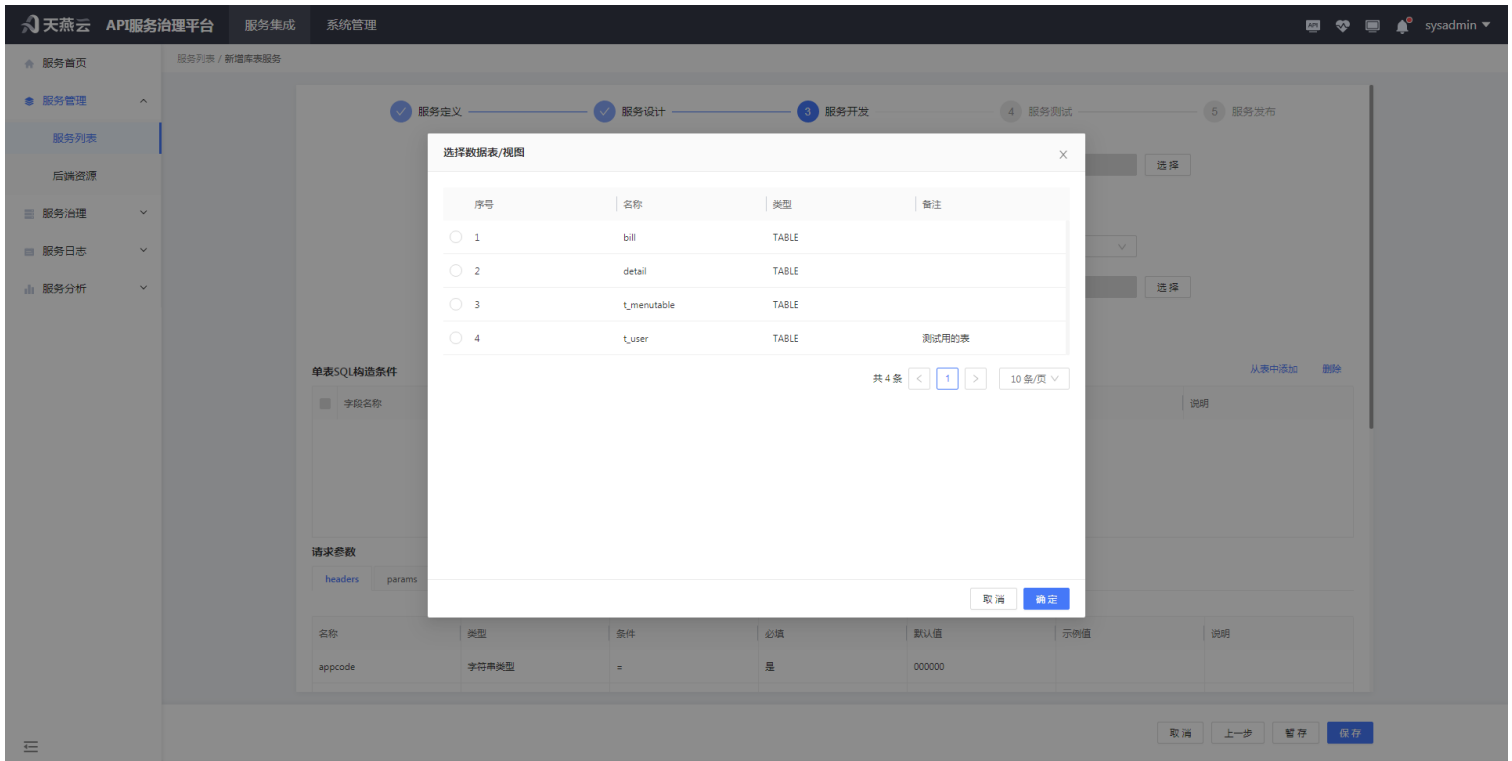 天燕云 API服务治理平台 服务集成 系统管理 API sysadmin
服务首页
服务管理
服务列表
后端资源
服务治理
服务日志
服务分析
服务列表 / 新增库表服务
服务定义 服务设计 3 服务开发 4 服务测试 5 服务发布
选择
选择
选择数据表/视图
序号 名称 类型 备注
1 bill TABLE
2 detail TABLE
3 t_menutable TABLE
4 t_user TABLE 测试用的表
共 4 条 < 1 > 10 条/页
取 消 确 定
单表SQL构造条件 从表中添加 删除
字段名称 说明
请求参数
headers params
名称 类型 条件 必填 默认值 示例值 说明
appcode 字符串类型 = 是 000000
取 消 上一步 暂 存 保 存